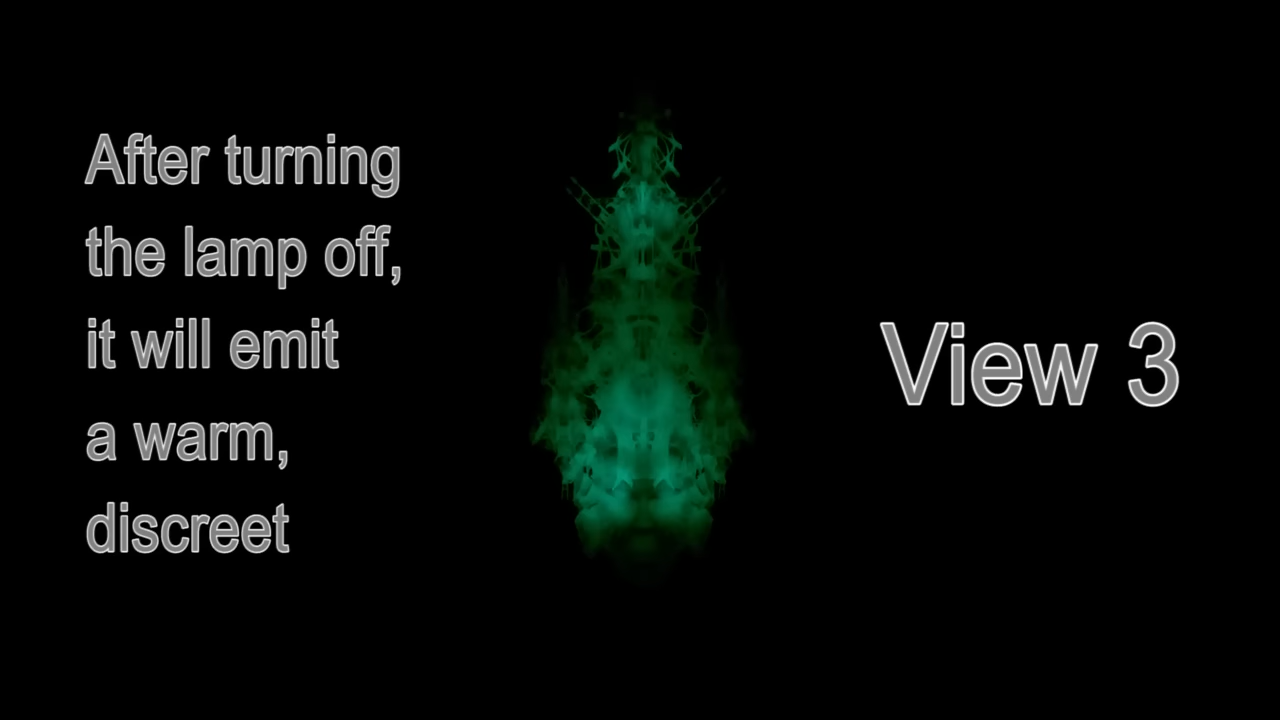 After turning
the lamp off,
it will emit
a warm,
discreet
View 3